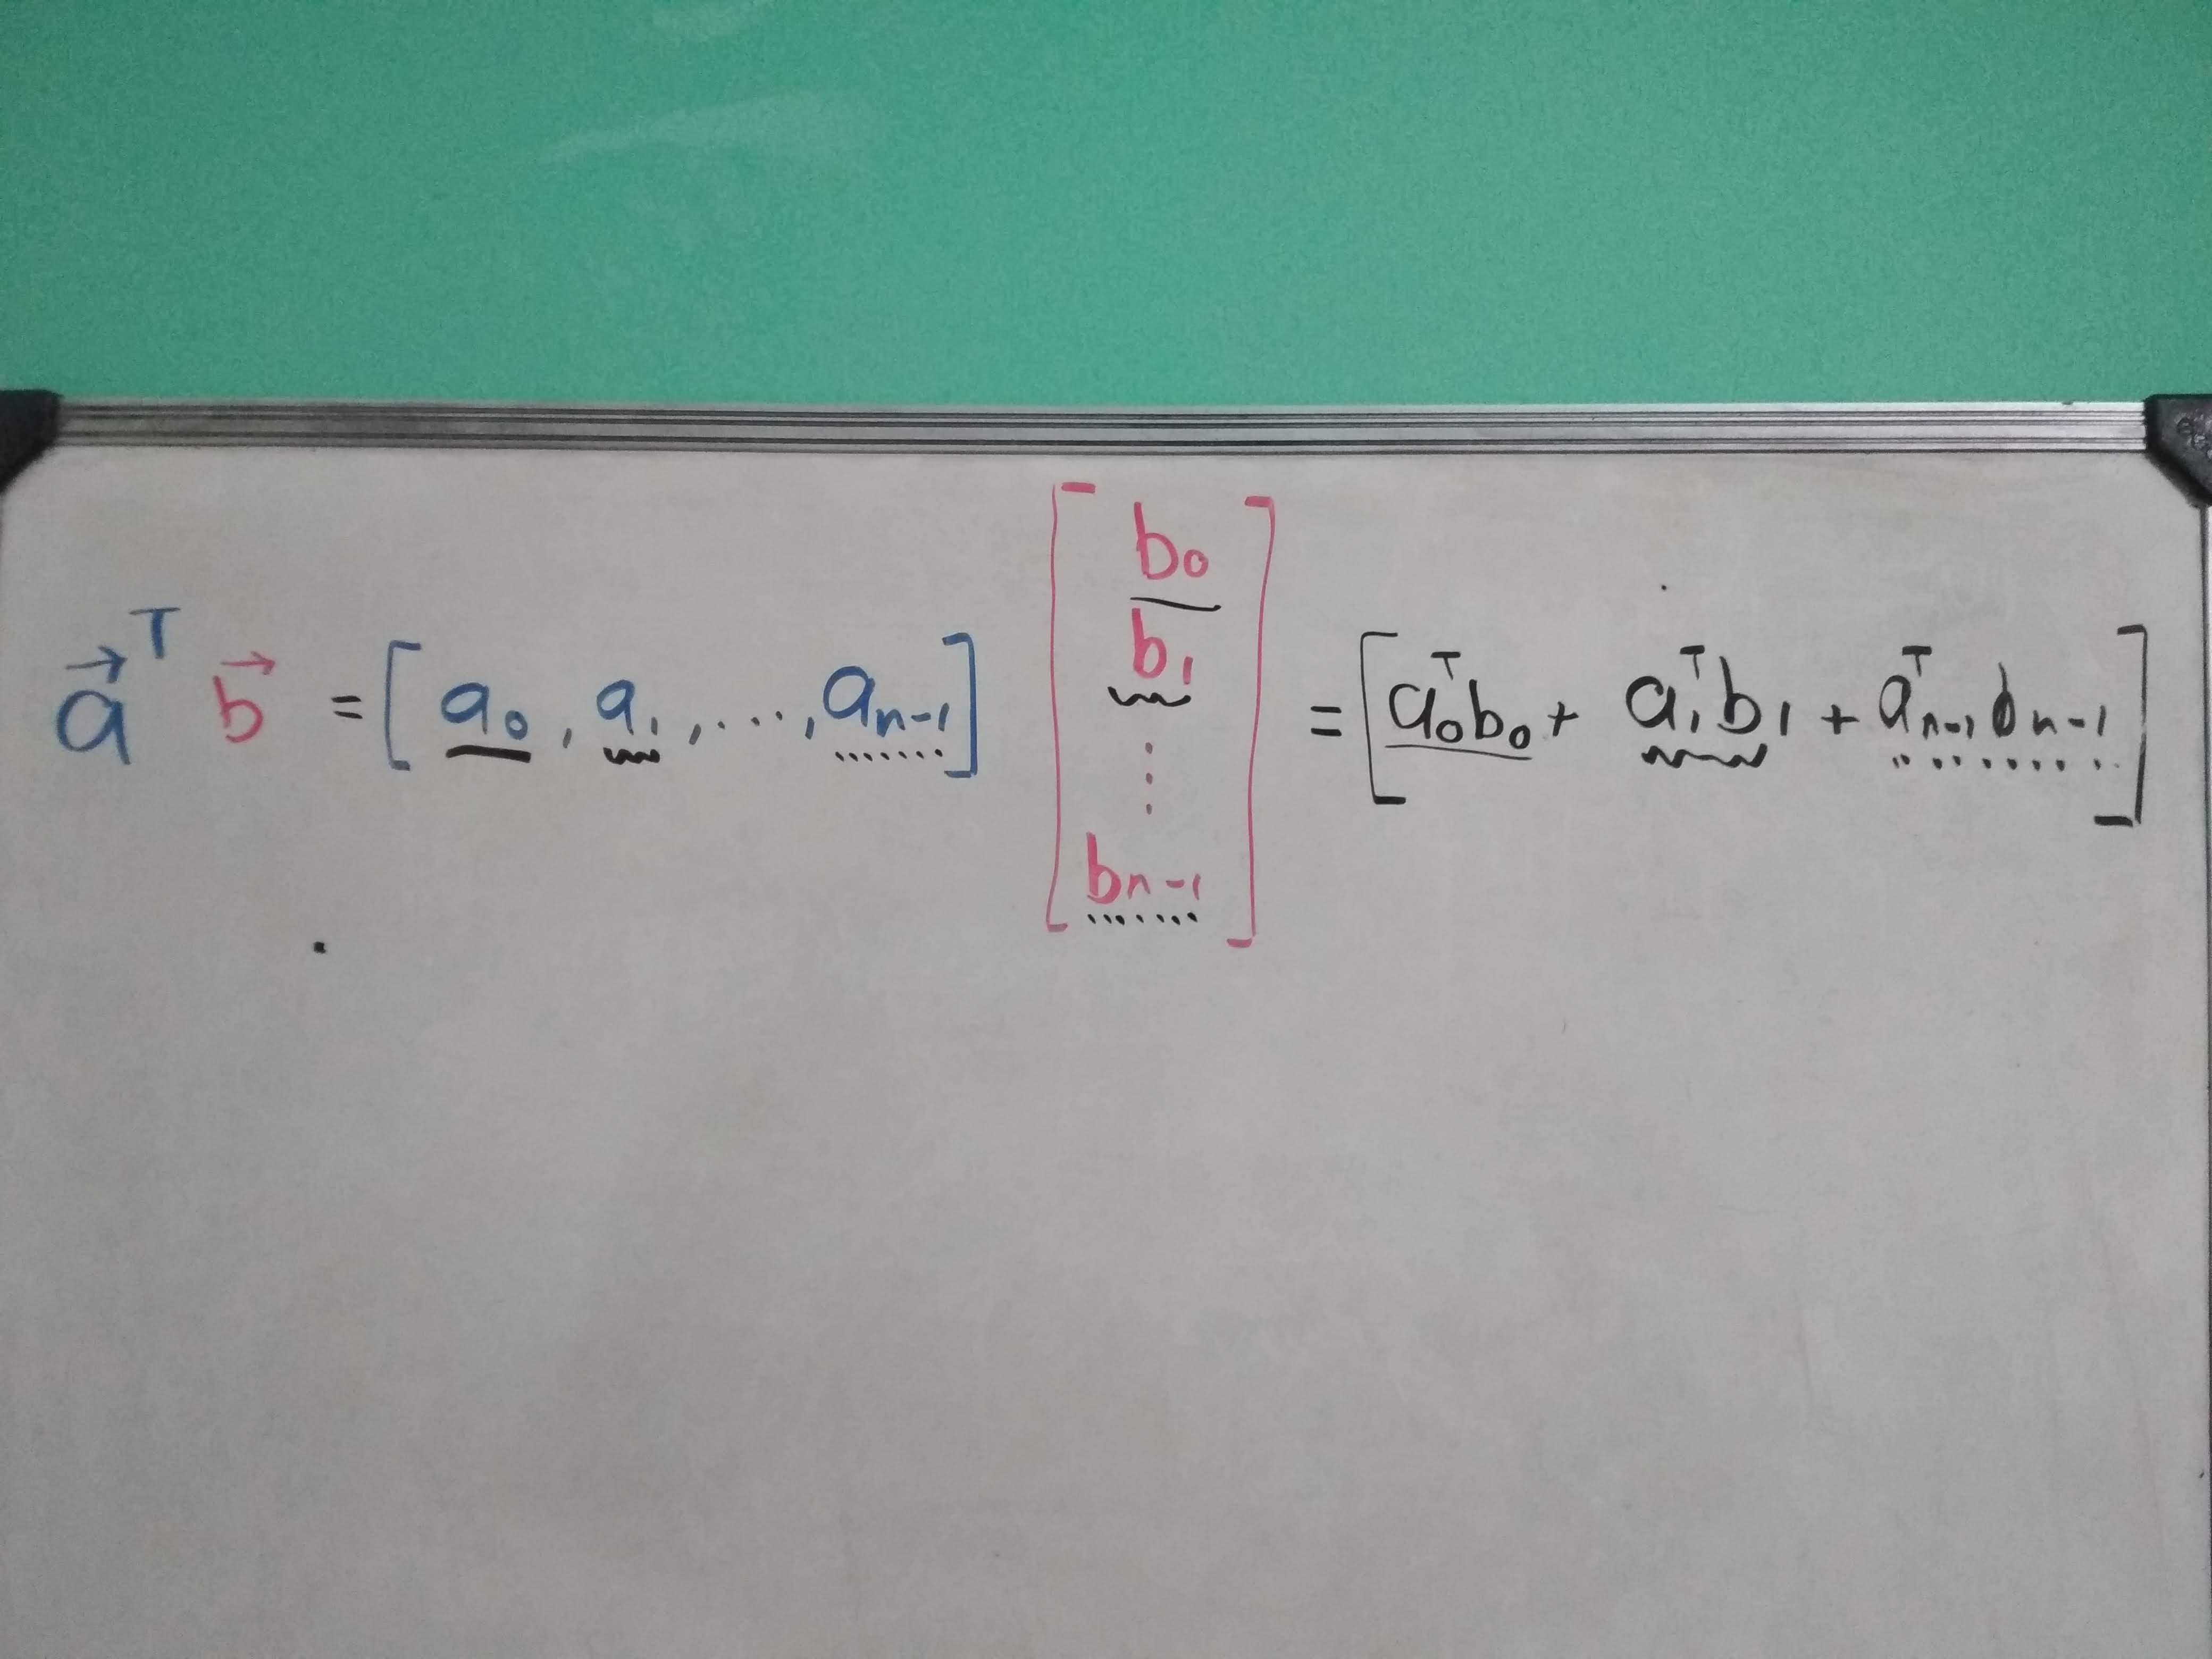 $\vec{a}^T \vec{b} = [a_0, a_1, \ldots, a_{n-1}] \begin{bmatrix} b_0 \\ b_1 \\ \vdots \\ b_{n-1} \end{bmatrix} = [a_0^T b_0 + a_1^T b_1 + a_{n-1}^T b_{n-1}]$